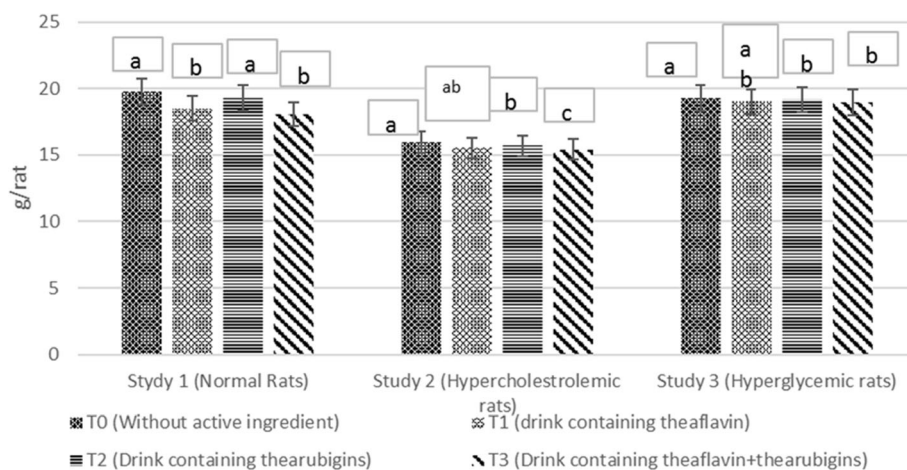 25
20
15
10
5
0
g/rat
a
b
a
b
a
ab
b
c
a
a
b
b
b
Stydy 1 (Normal Rats)
Study 2 (Hypercholestrolemic
rats)
Study 3 (Hyperglycemic rats)
T0 (Without active ingredient)
T1 (drink containing theaflavin)
T2 (Drink containing thearubigins)
T3 (Drink containing theaflavin+thearubigins)